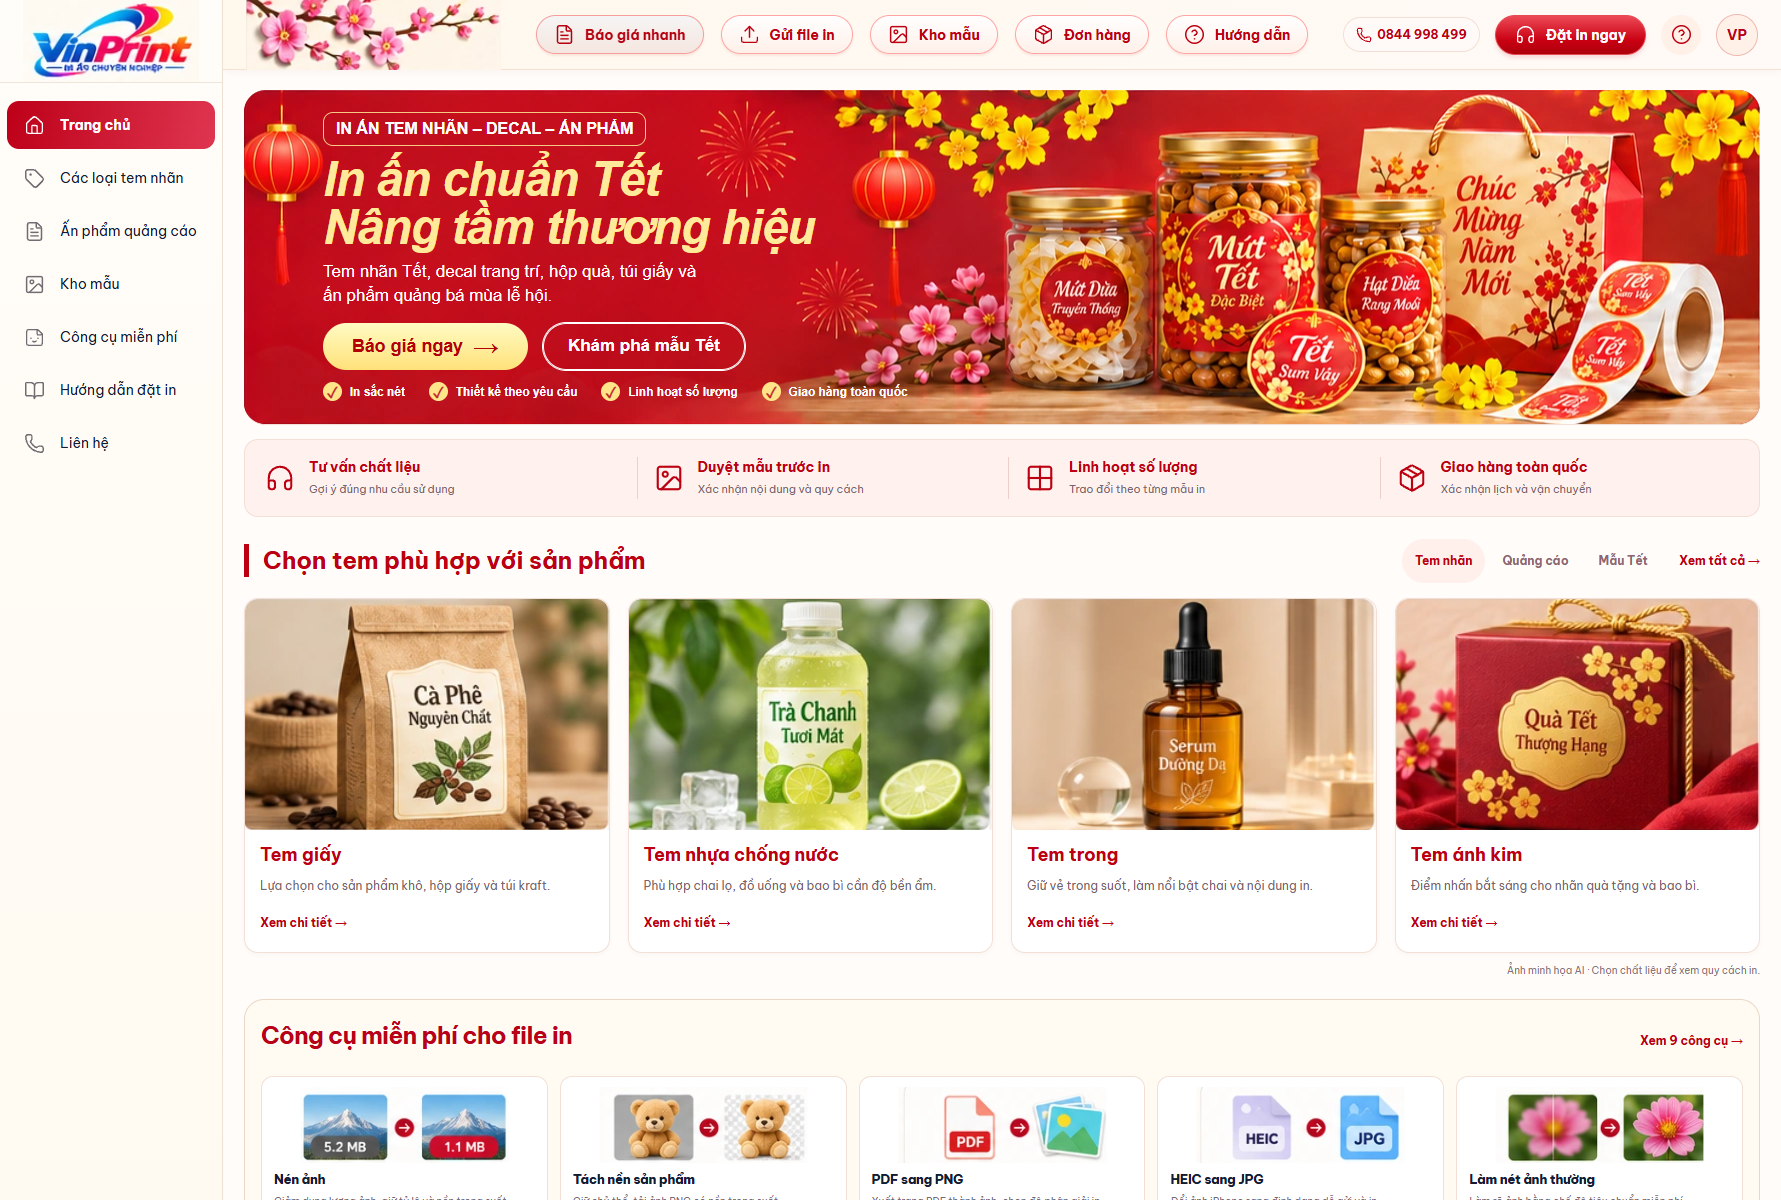 VinPrint
IN ẤN CHUYÊN NGHIỆP
Báo giá nhanh
Gửi file in
Kho mẫu
Đơn hàng
Hướng dẫn
0844 998 499
Đặt in ngay
VP
Trang chủ
Các loại tem nhãn
Ấn phẩm quảng cáo
Kho mẫu
Công cụ miễn phí
Hướng dẫn đặt in
Liên hệ
IN ẤN TEM NHÃN – DECAL – ẤN PHẨM
In ấn chuẩn Tết
Nâng tầm thương hiệu
Tem nhãn Tết, decal trang trí, hộp quà, túi giấy và
ấn phẩm quảng bá mùa lễ hội.
Báo giá ngay →
Khám phá mẫu Tết
In sắc nét
Thiết kế theo yêu cầu
Linh hoạt số lượng
Giao hàng toàn quốc
Mứt Dừa
Truyền Thống
Mứt
Tết
Đặc Biệt
Hạt Điều
Rang Muối
Chúc
Mừng
Năm
Mới
Tết
Sum Vầy
Tết
Sum Vầy
Tết
Sum Vầy
Tết
Tư vấn chất liệu
Gợi ý đúng nhu cầu sử dụng
Duyệt mẫu trước in
Xác nhận nội dung và quy cách
Linh hoạt số lượng
Trao đổi theo từng mẫu in
Giao hàng toàn quốc
Xác nhận lịch và vận chuyển
Chọn tem phù hợp với sản phẩm
Tem nhãn
Quảng cáo
Mẫu Tết
Xem tất cả →
Cà Phê
Nguyên Chất
Trà Chanh
Tươi Mát
Serum
Dưỡng Da
Quà Tết
Thượng Hạng
Tem giấy
Lựa chọn cho sản phẩm khô, hộp giấy và túi kraft.
Xem chi tiết →
Tem nhựa chống nước
Phù hợp chai lọ, đồ uống và bao bì cần độ bền ẩm.
Xem chi tiết →
Tem trong
Giữ vẻ trong suốt, làm nổi bật chai và nội dung in.
Xem chi tiết →
Tem ánh kim
Điểm nhấn bắt sáng cho nhãn quà tặng và bao bì.
Xem chi tiết →
Ảnh minh họa AI · Chọn chất liệu để xem quy cách in.
Công cụ miễn phí cho file in
Xem 9 công cụ →
5.2 MB
1.1 MB
PDF
HEIC
JPG
Nén ảnh
Tách nền sản phẩm
PDF sang PNG
HEIC sang JPG
Làm nét ảnh thường